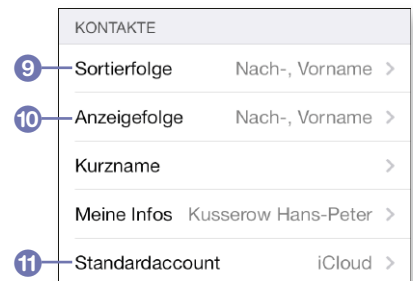 KONTAKTE
9 Sortierfolge Nach-, Vorname >
10 Anzeigefolge Nach-, Vorname >
Kurzname >
Meine Infos Kusserow Hans-Peter >
11 Standardaccount iCloud >